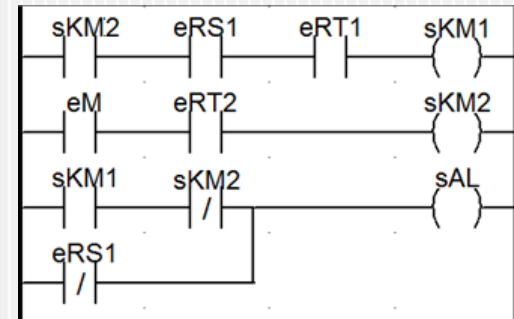 sKM2 eRS1 eRT1 sKM1
eM eRT2 sKM2
sKM1 sKM2 sAL
/
eRS1
/